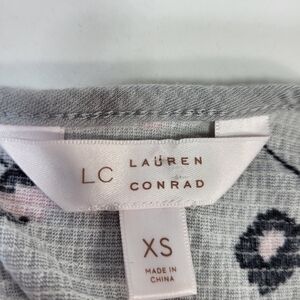 LC LAUREN
CONRAD
XS
MADE IN
CHINA